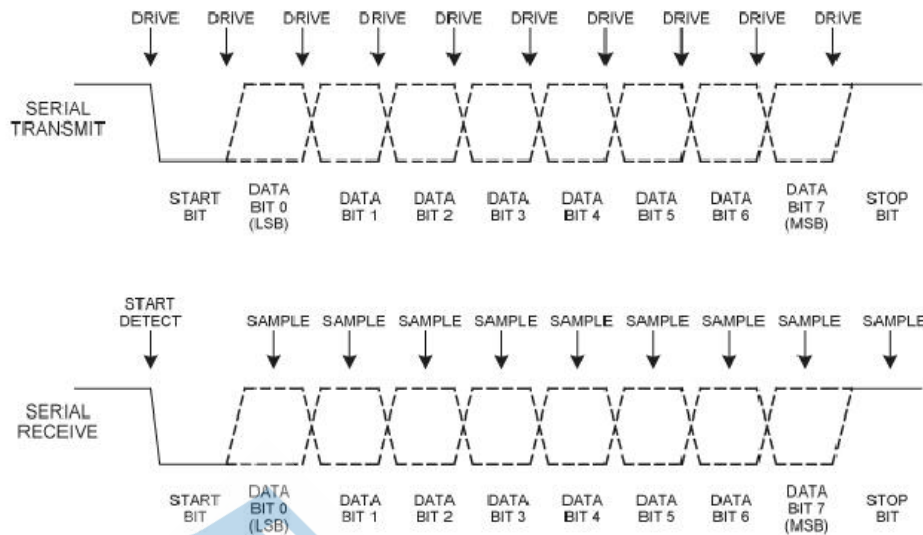 DRIVE DRIVE DRIVE DRIVE DRIVE DRIVE DRIVE DRIVE DRIVE DRIVE
SERIAL
TRANSMIT
START
BIT
DATA
BIT 0
(LSB)
DATA
BIT 1
DATA
BIT 2
DATA
BIT 3
DATA
BIT 4
DATA
BIT 5
DATA
BIT 6
DATA
BIT 7
(MSB)
STOP
BIT
START
DETECT
SAMPLE SAMPLE SAMPLE SAMPLE SAMPLE SAMPLE SAMPLE SAMPLE SAMPLE
SERIAL
RECEIVE
START
BIT
DATA
BIT 0
(LSB)
DATA
BIT 1
DATA
BIT 2
DATA
BIT 3
DATA
BIT 4
DATA
BIT 5
DATA
BIT 6
DATA
BIT 7
(MSB)
STOP
BIT